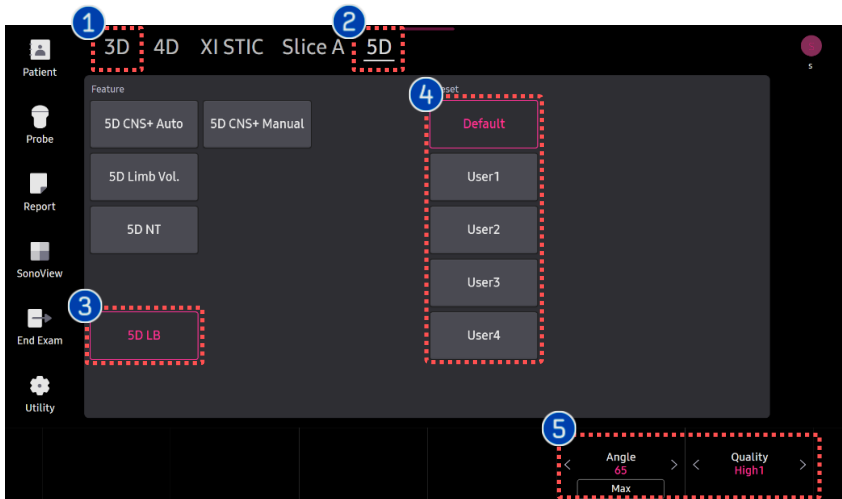 1
2
3D 4D XI STIC Slice A 5D
Patient
s
Feature
4
eset
5D CNS+ Auto 5D CNS+ Manual
Default
Probe
5D Limb Vol.
User1
Report
5D NT
User2
SonoView
User3
3
5D LB
User4
End Exam
Utility
5
Angle
65
Max
Quality
High1